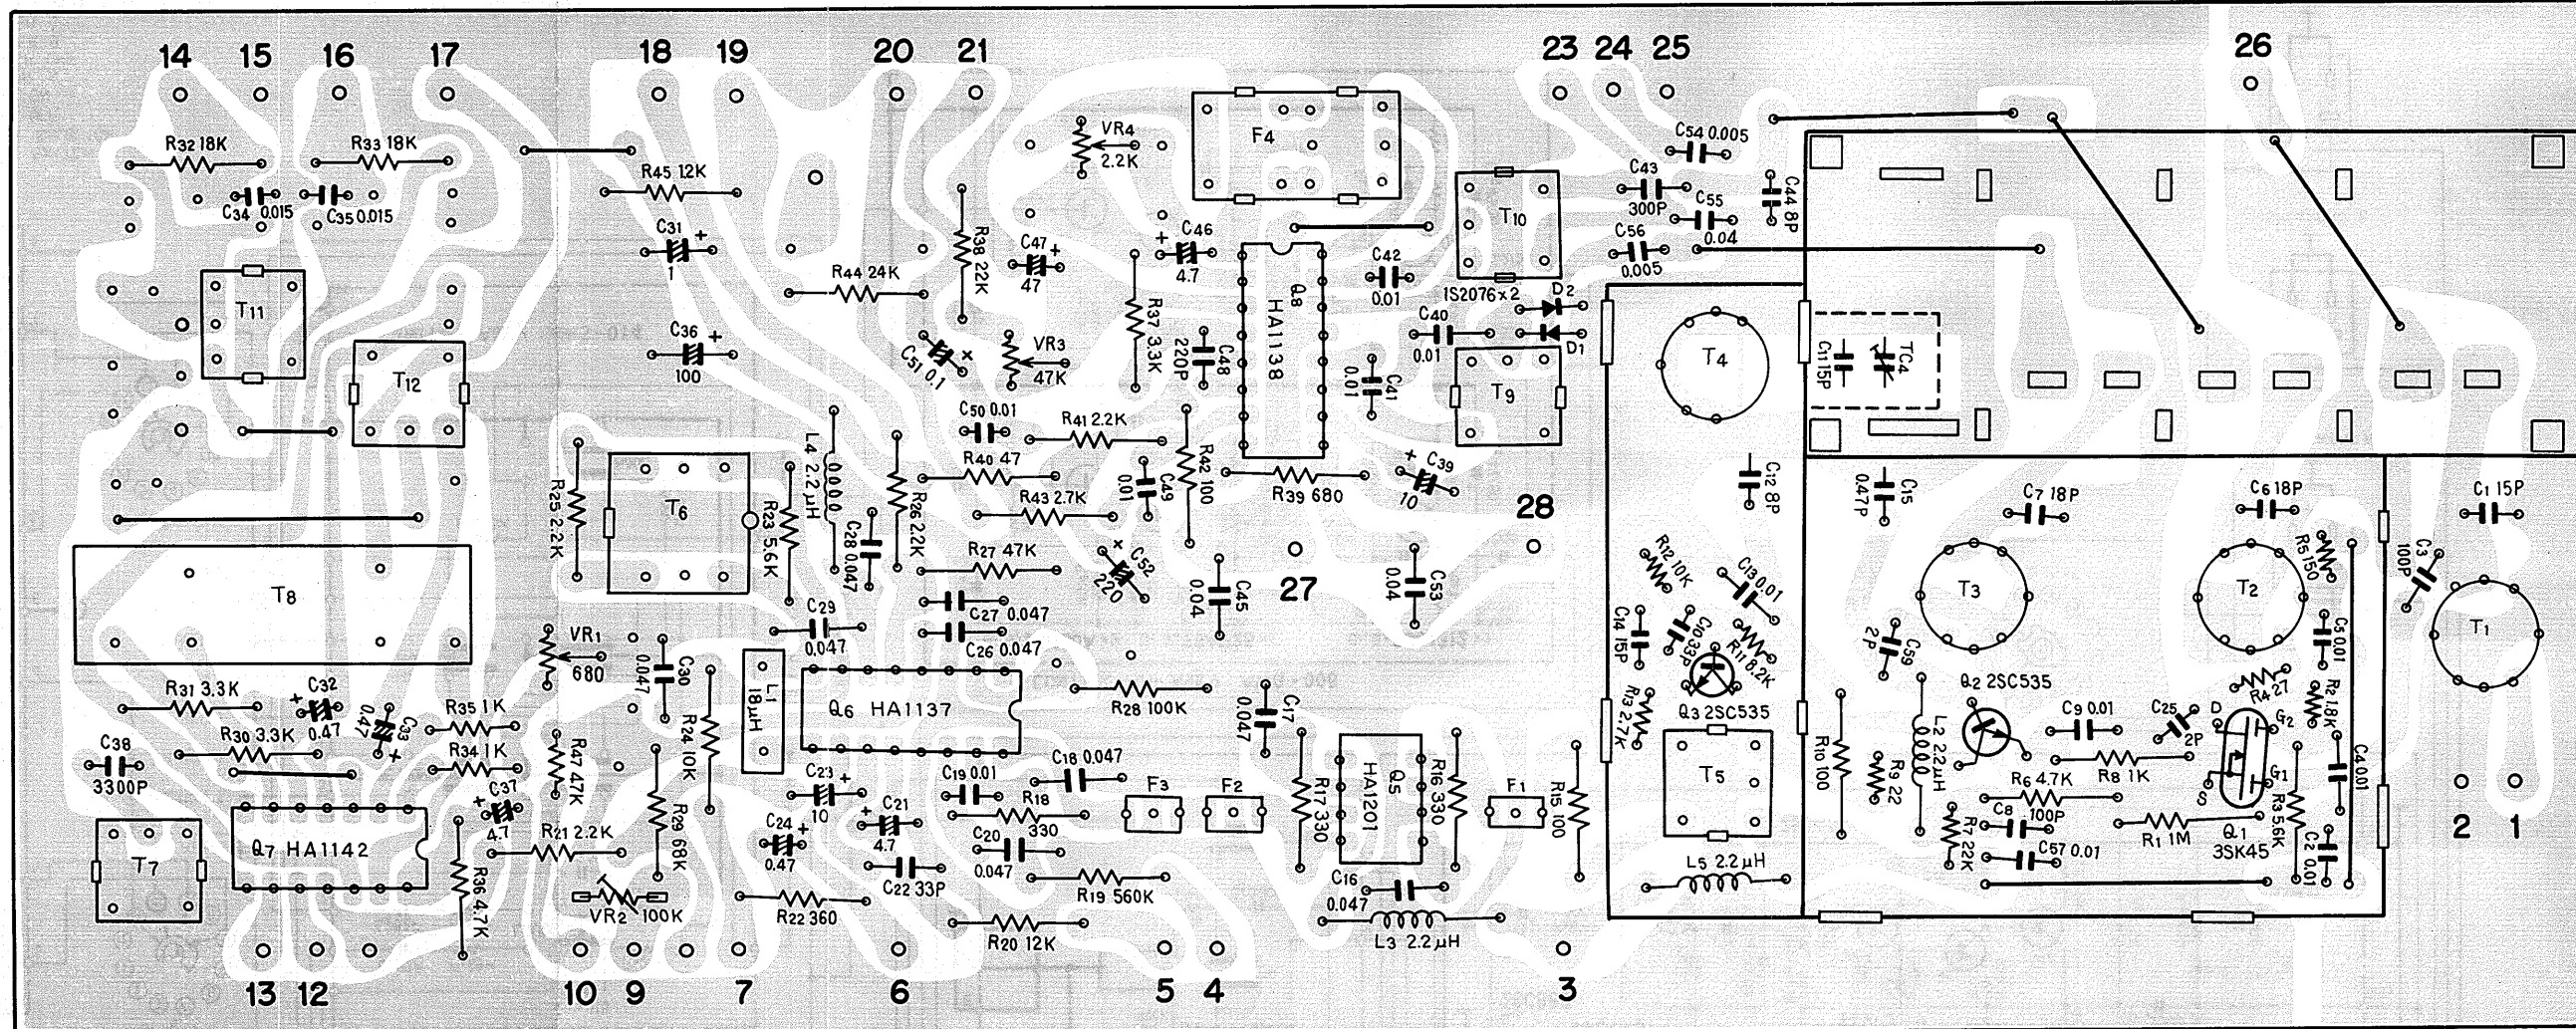 14 15 16 17 18 19 20 21 23 24 25 26
R32 18K
R33 18K
C34 0.015
C35 0.015
R45 1.2K
C31 +
1
R44 24K
R38 22K
C47 +
47
VR4
2.2K
F4
+ C46
4.7
T10
C54 0.005
C43
300P
C55
0.04
C56
0.005
C44 8P
T11
T12
C36 +
100
C51 0.1 +
VR3
47K
R37 3.3K
C48
220P
Q8
HA1138
C42
0.01
1S2076×2
D2
D1
C40
0.01
C41
0.01
T9
T4
C11 15P
TC4
C50 0.01
R41 2.2K
R40 47
R43 2.7K
C49
0.01
R42 100
R39 680
+ C39
10
28
C12 8P
C15
0.47P
C7 18P
C6 18P
C1 15P
R25 2.2K
T6
R23 5.6K
L4 2.2μH
C28 0.047
R26 2.2K
R27 47K
C27 0.047
C26 0.047
C29
0.047
+ C52
220
C45
0.04
27
C53
0.04
R12 10K
C13 0.01
C14 15P
C10 33P
R11 8.2K
R13 2.7K
Q3 2SC535
T3
T2
R5 150
C3
100P
T1
C5 0.01
C59
2P
T8
VR1
680
C30
0.047
R31 3.3K
C32 +
0.47
C33 +
0.47
R35 1K
R30 3.3K
R34 1K
C38
3300P
R47 47K
R24 10K
L1
18μH
Q6 HA1137
R28 100K
C17
0.047
Q2 2SC535
R4 27
R2 1.8K
D
G2
G1
S
C9 0.01
C25
2P
L2 2.2μH
R10 100
R9 22
R6 4.7K
R8 1K
C8
100P
R7 22K
C57 0.01
R1 1M
Q1
3SK45
R3 5.6K
C4 0.01
C2 0.01
2 1
T7
Q7 HA1142
+ C37
4.7
R36 4.7K
R21 2.2K
R29 68K
VR2 100K
C23 +
10
C24 +
0.47
C21 +
4.7
C19 0.01
C18 0.047
R18
330
C20
0.047
C22 33P
R22 360
R19 560K
R20 12K
F3
F2
R17 330
Q5
HA1201
R16 330
F1
R15 100
C16
0.047
L3 2.2μH
T5
L5 2.2μH
13 12 10 9 7 6 5 4 3